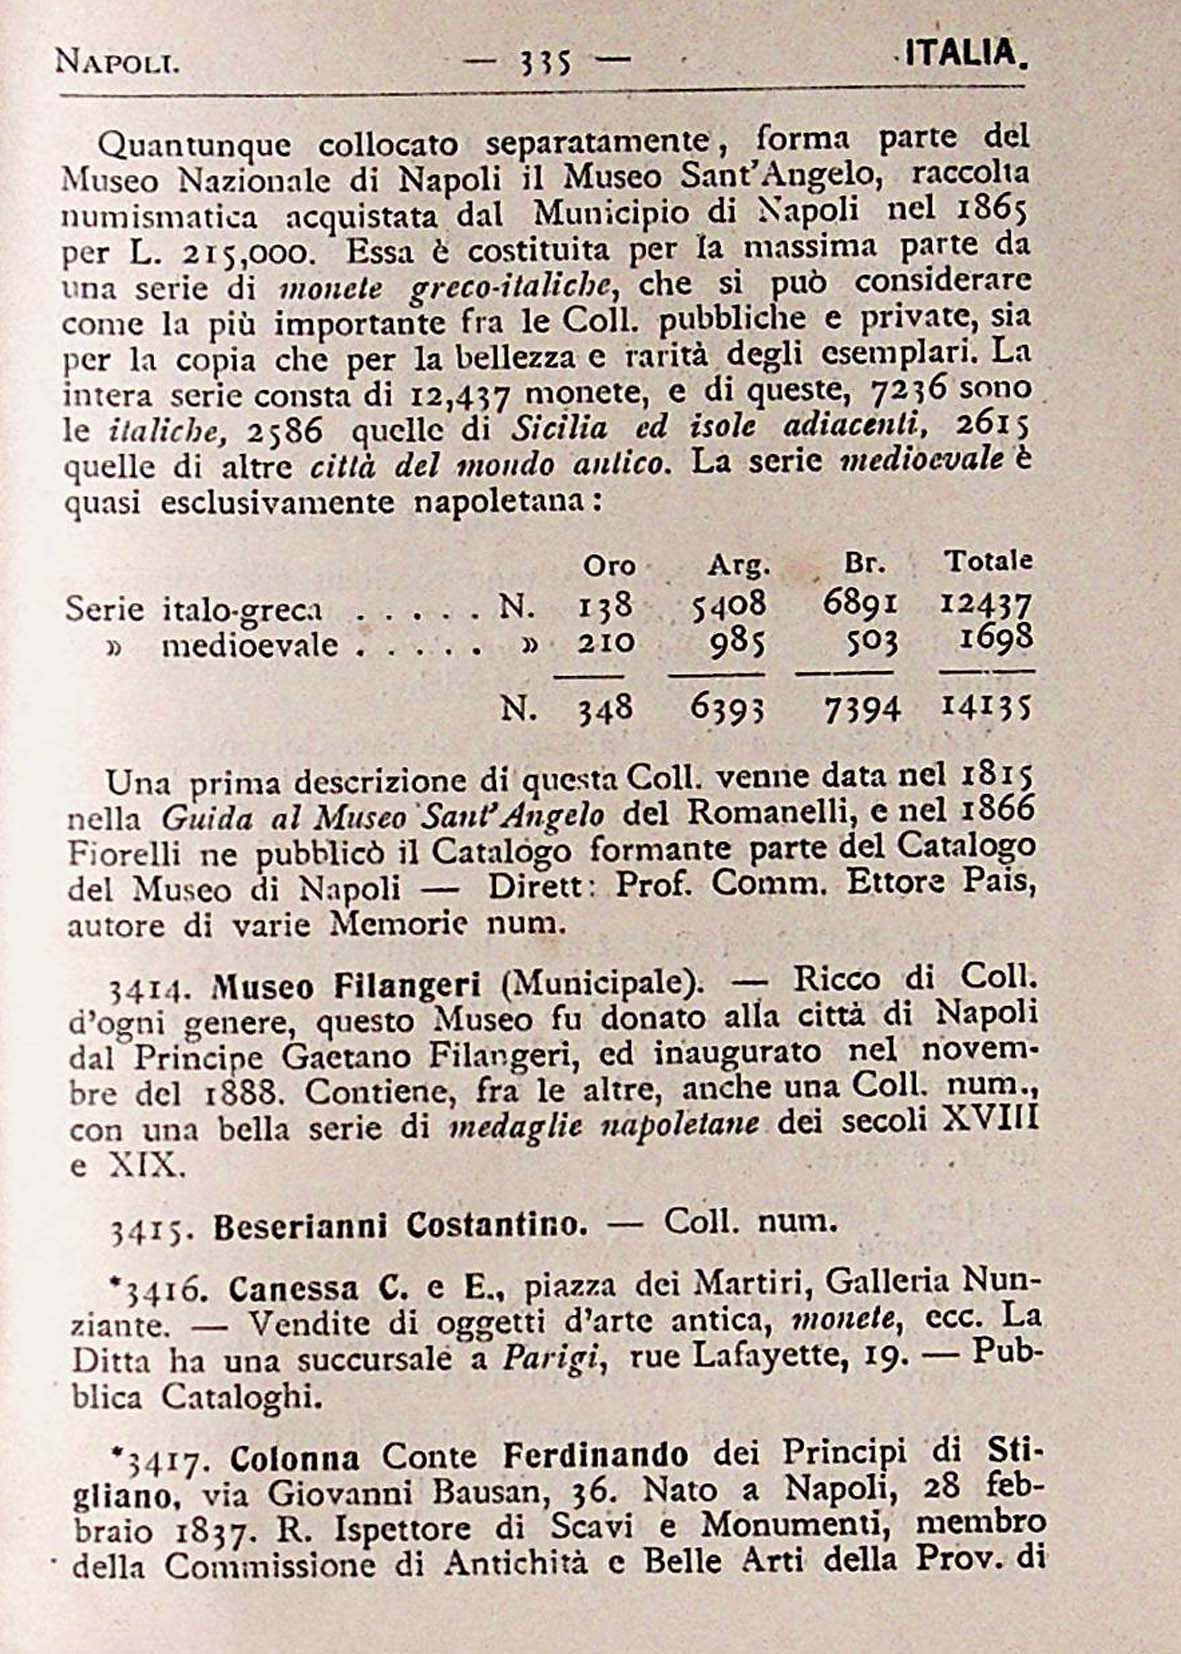 NAPOLI. — 335 — ITALIA.
Quantunque collocato separatamente, forma parte del
Museo Nazionale di Napoli il Museo Sant'Angelo, raccolta
numismatica acquistata dal Municipio di Napoli nel 1865
per L. 215,000. Essa è costituita per la massima parte da
una serie di monete greco-italiche, che si può considerare
come la più importante fra le Coll. pubbliche e private, sia
per la copia che per la bellezza e rarità degli esemplari. La
intera serie consta di 12,437 monete, e di queste, 7236 sono
le italiche, 2586 quelle di Sicilia ed isole adiacenti, 2615
quelle di altre città del mondo antico. La serie medioevale è
quasi esclusivamente napoletana:
Oro Arg. Br. Totale
Serie italo-greca . . . . . N. 138 5408 6891 12437
» medioevale . . . . . » 210 985 503 1698
N. 348 6393 7394 14135
Una prima descrizione di questa Coll. venne data nel 1815
nella Guida al Museo Sant'Angelo del Romanelli, e nel 1866
Fiorelli ne pubblicò il Catalogo formante parte del Catalogo
del Museo di Napoli — Dirett: Prof. Comm. Ettore Pais,
autore di varie Memorie num.
3414. Museo Filangeri (Municipale). — Ricco di Coll.
d'ogni genere, questo Museo fu donato alla città di Napoli
dal Principe Gaetano Filangeri, ed inaugurato nel novem-
bre del 1888. Contiene, fra le altre, anche una Coll. num.,
con una bella serie di medaglie napoletane dei secoli XVIII
e XIX.
3415. Beserianni Costantino. — Coll. num.
*3416. Canessa C. e E., piazza dei Martiri, Galleria Nun-
ziante. — Vendite di oggetti d'arte antica, monete, ecc. La
Ditta ha una succursale a Parigi, rue Lafayette, 19. — Pub-
blica Cataloghi.
*3417. Colonna Conte Ferdinando dei Principi di Sti-
gliano, via Giovanni Bausan, 36. Nato a Napoli, 28 feb-
braio 1837. R. Ispettore di Scavi e Monumenti, membro
della Commissione di Antichità e Belle Arti della Prov. di